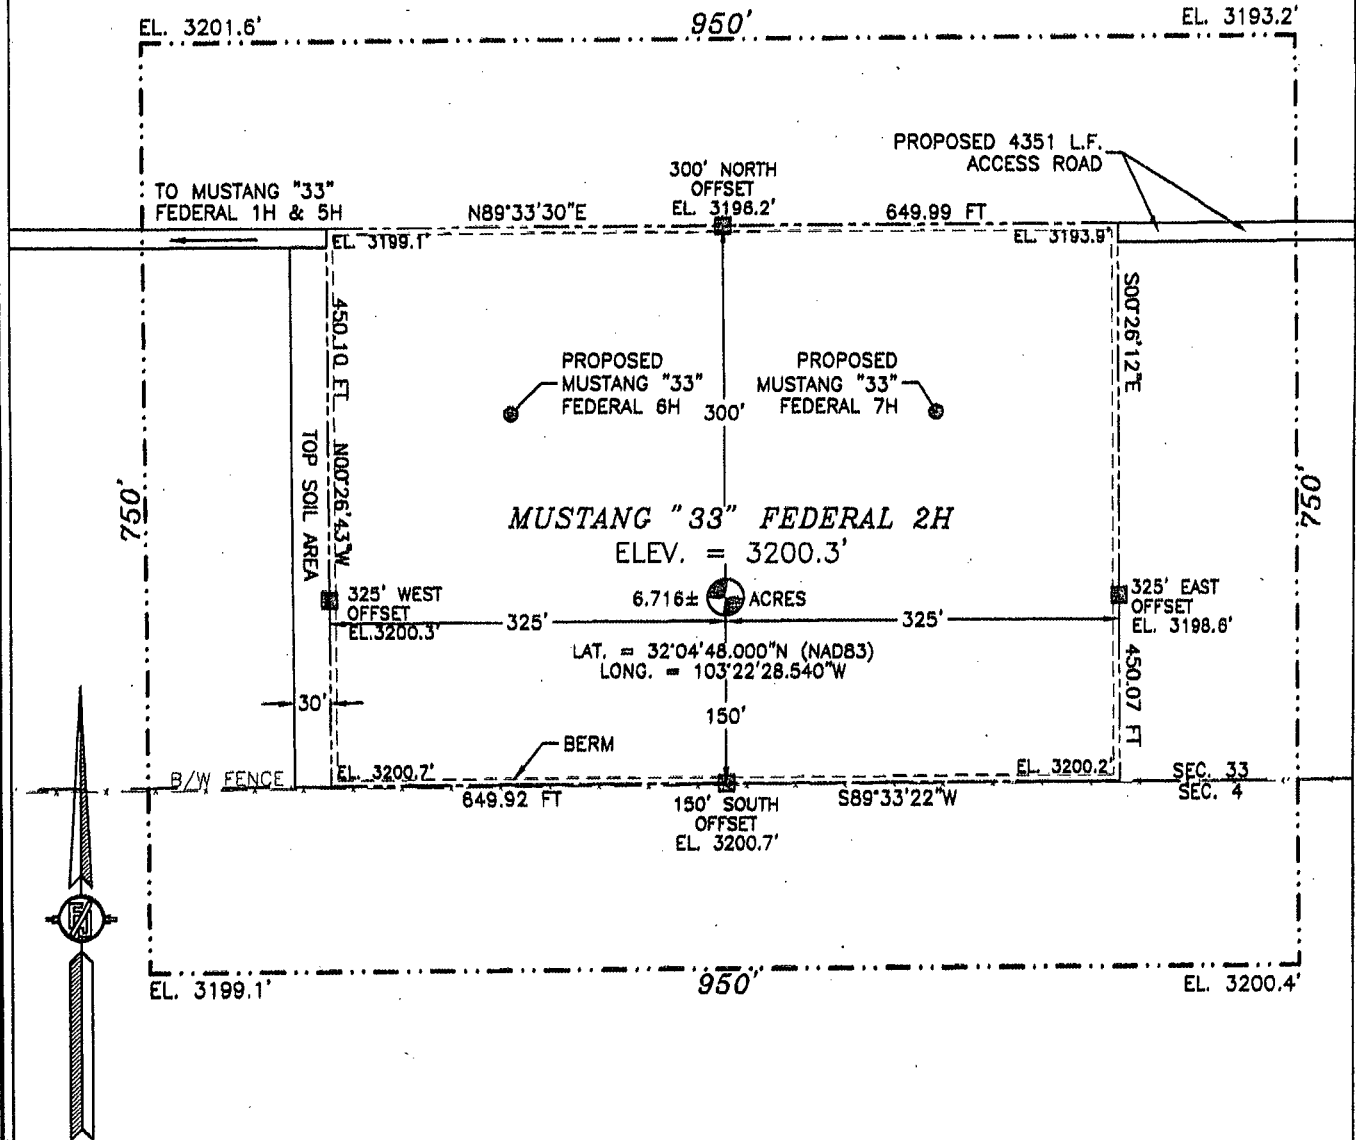 EL. 3201.6'
950'
EL. 3193.2'
PROPOSED 4351 L.F.
ACCESS ROAD
300' NORTH
OFFSET
EL. 3198.2'
TO MUSTANG "33"
FEDERAL 1H & 5H
N89°33'30"E
649.99 FT
EL. 3199.1'
EL. 3193.9'
450.10 FT
N00°26'43"W
S00°26'12"E
PROPOSED
MUSTANG "33"
FEDERAL 6H
300'
PROPOSED
MUSTANG "33"
FEDERAL 7H
TOP SOIL AREA
750'
750'
MUSTANG "33" FEDERAL 2H
ELEV. = 3200.3'
6.716± ACRES
325' WEST
OFFSET
EL.3200.3'
325'
325'
325' EAST
OFFSET
EL. 3198.6'
LAT. = 32°04'48.000"N (NAD83)
LONG. = 103°22'28.540"W
450.07 FT
30'
150'
BERM
B/W FENCE
EL. 3200.7'
EL. 3200.2'
SEC. 33
SEC. 4
649.92 FT
150' SOUTH
OFFSET
EL. 3200.7'
S89°33'22"W
EL. 3199.1'
950'
EL. 3200.4'